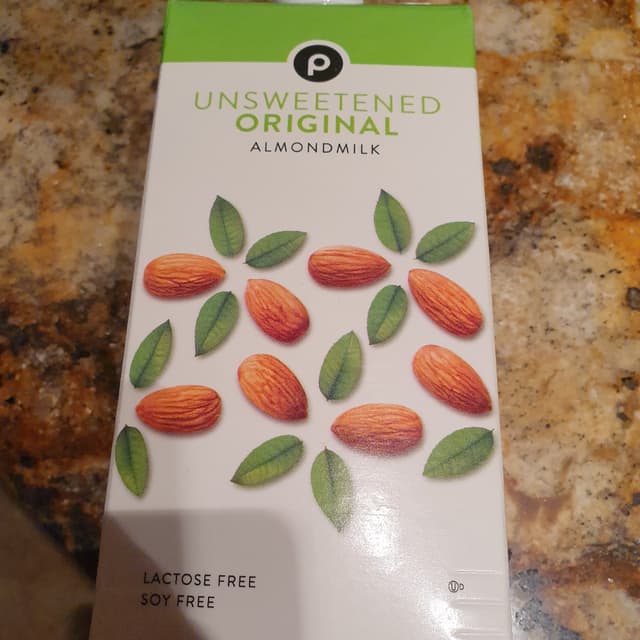 P
UNSWEETENED
ORIGINAL
ALMONDMILK
LACTOSE FREE
SOY FREE
U D